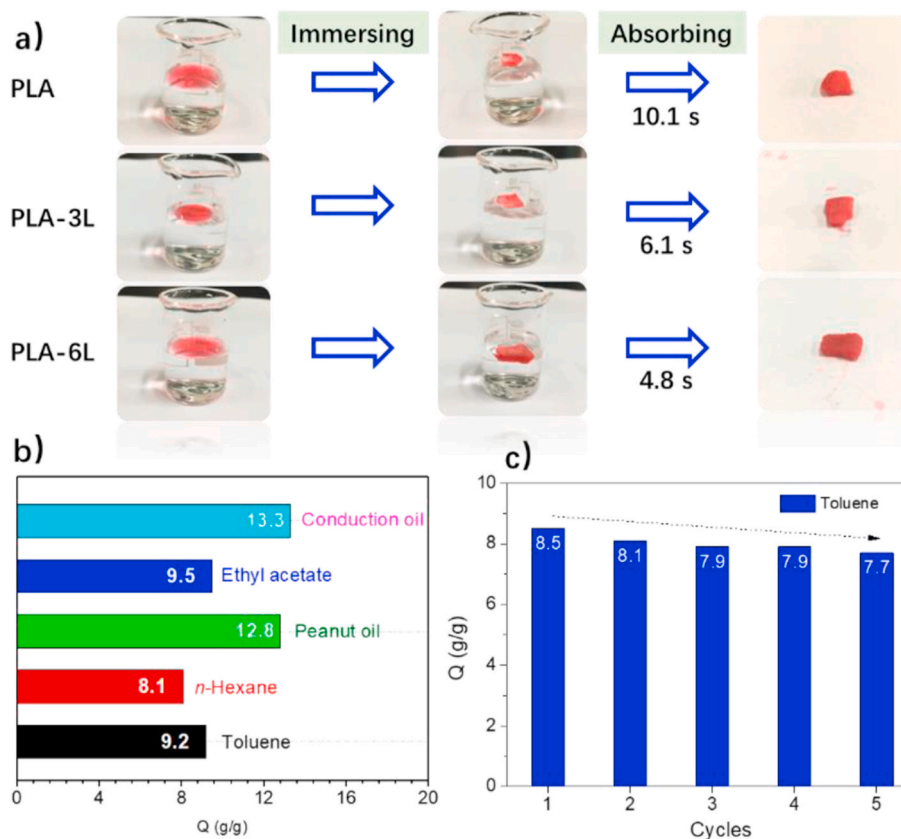 a)
Immersing
Absorbing
PLA
10.1 s
PLA-3L
6.1 s
PLA-6L
4.8 s
b)
13.3 Conduction oil
9.5 Ethyl acetate
12.8 Peanut oil
8.1 n-Hexane
9.2 Toluene
0 4 8 12 16 20
Q (g/g)
c)
10
8
6
4
2
0
Q (g/g)
Toluene
8.5 8.1 7.9 7.9 7.7
1 2 3 4 5
Cycles